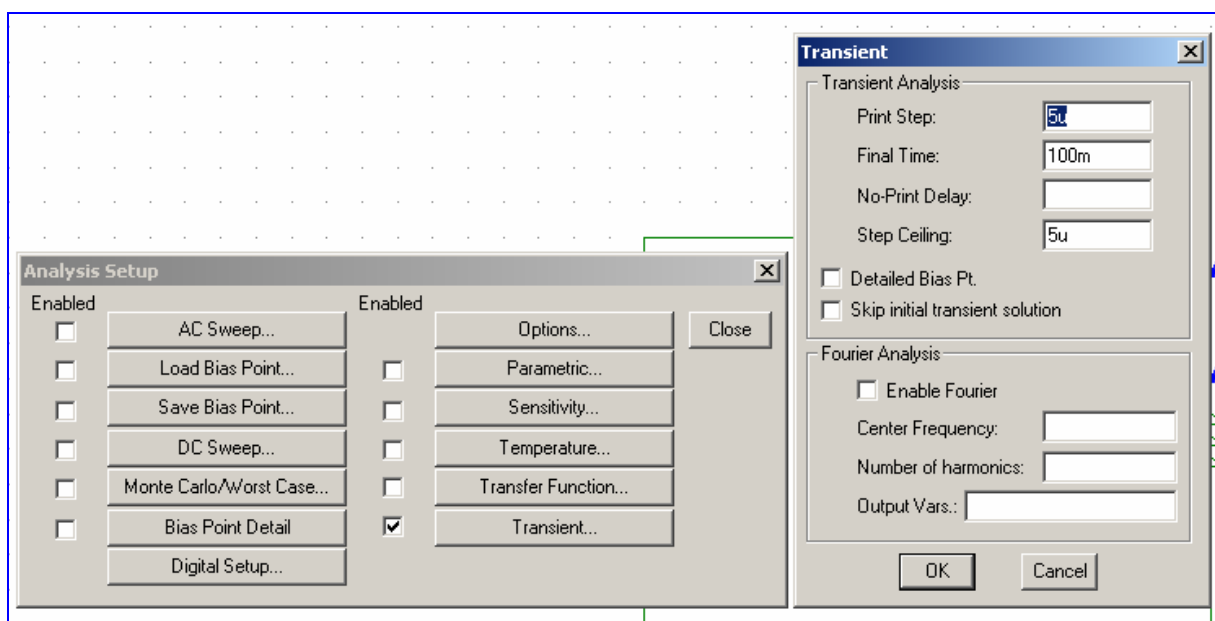 Transient
Transient Analysis
Print Step: 5u
Final Time: 100m
No-Print Delay:
Step Ceiling: 5u
Detailed Bias Pt.
Skip initial transient solution
Fourier Analysis
Enable Fourier
Center Frequency:
Number of harmonics:
Output Vars.:
OK Cancel
Analysis Setup
Enabled Enabled
AC Sweep... Options... Close
Load Bias Point... Parametric...
Save Bias Point... Sensitivity...
DC Sweep... Temperature...
Monte Carlo/Worst Case... Transfer Function...
Bias Point Detail Transient...
Digital Setup...